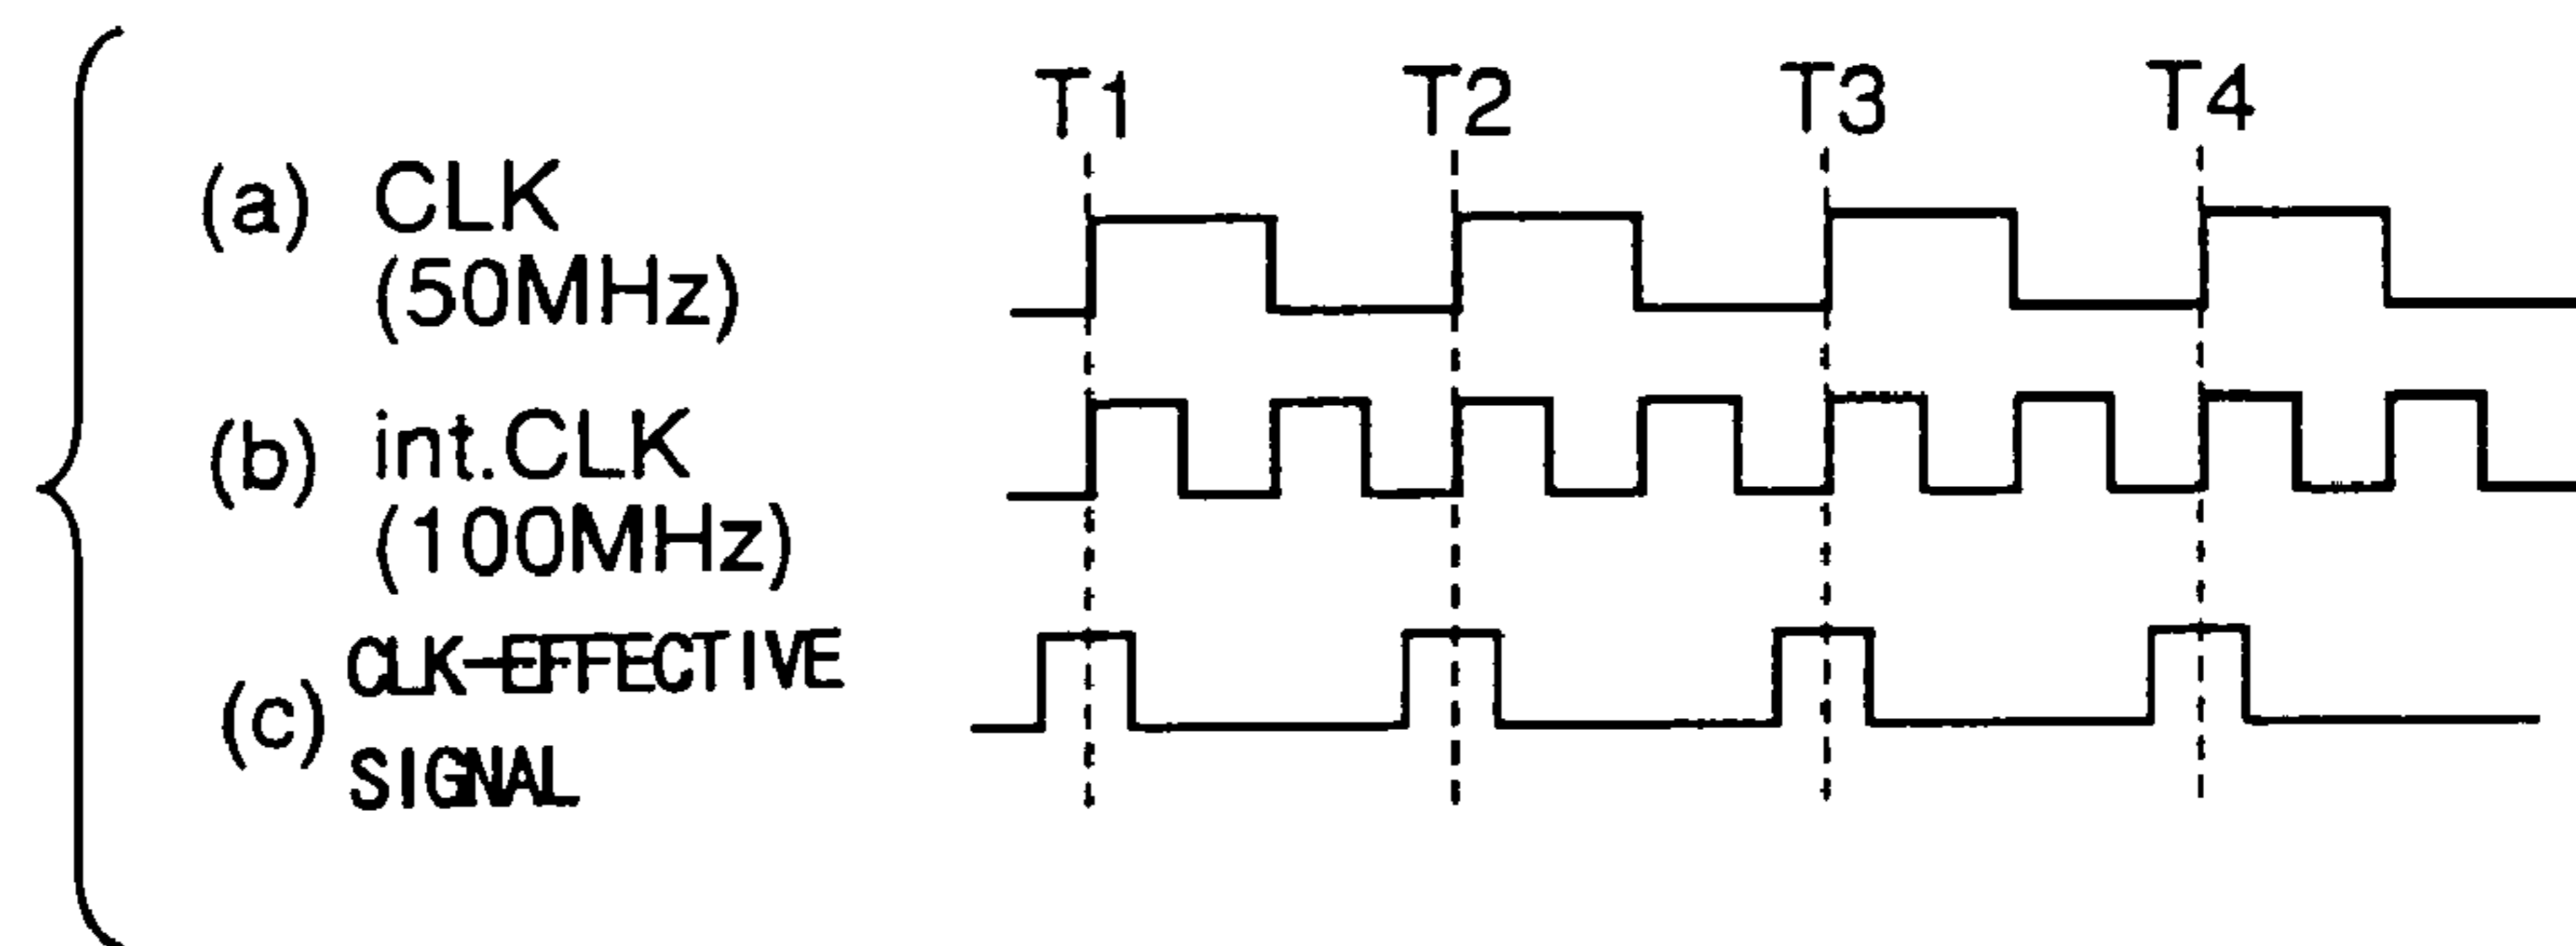 T1 T2 T3 T4
(a) CLK
(50MHz)
(b) int.CLK
(100MHz)
(c) CLK-EFFECTIVE
SIGNAL